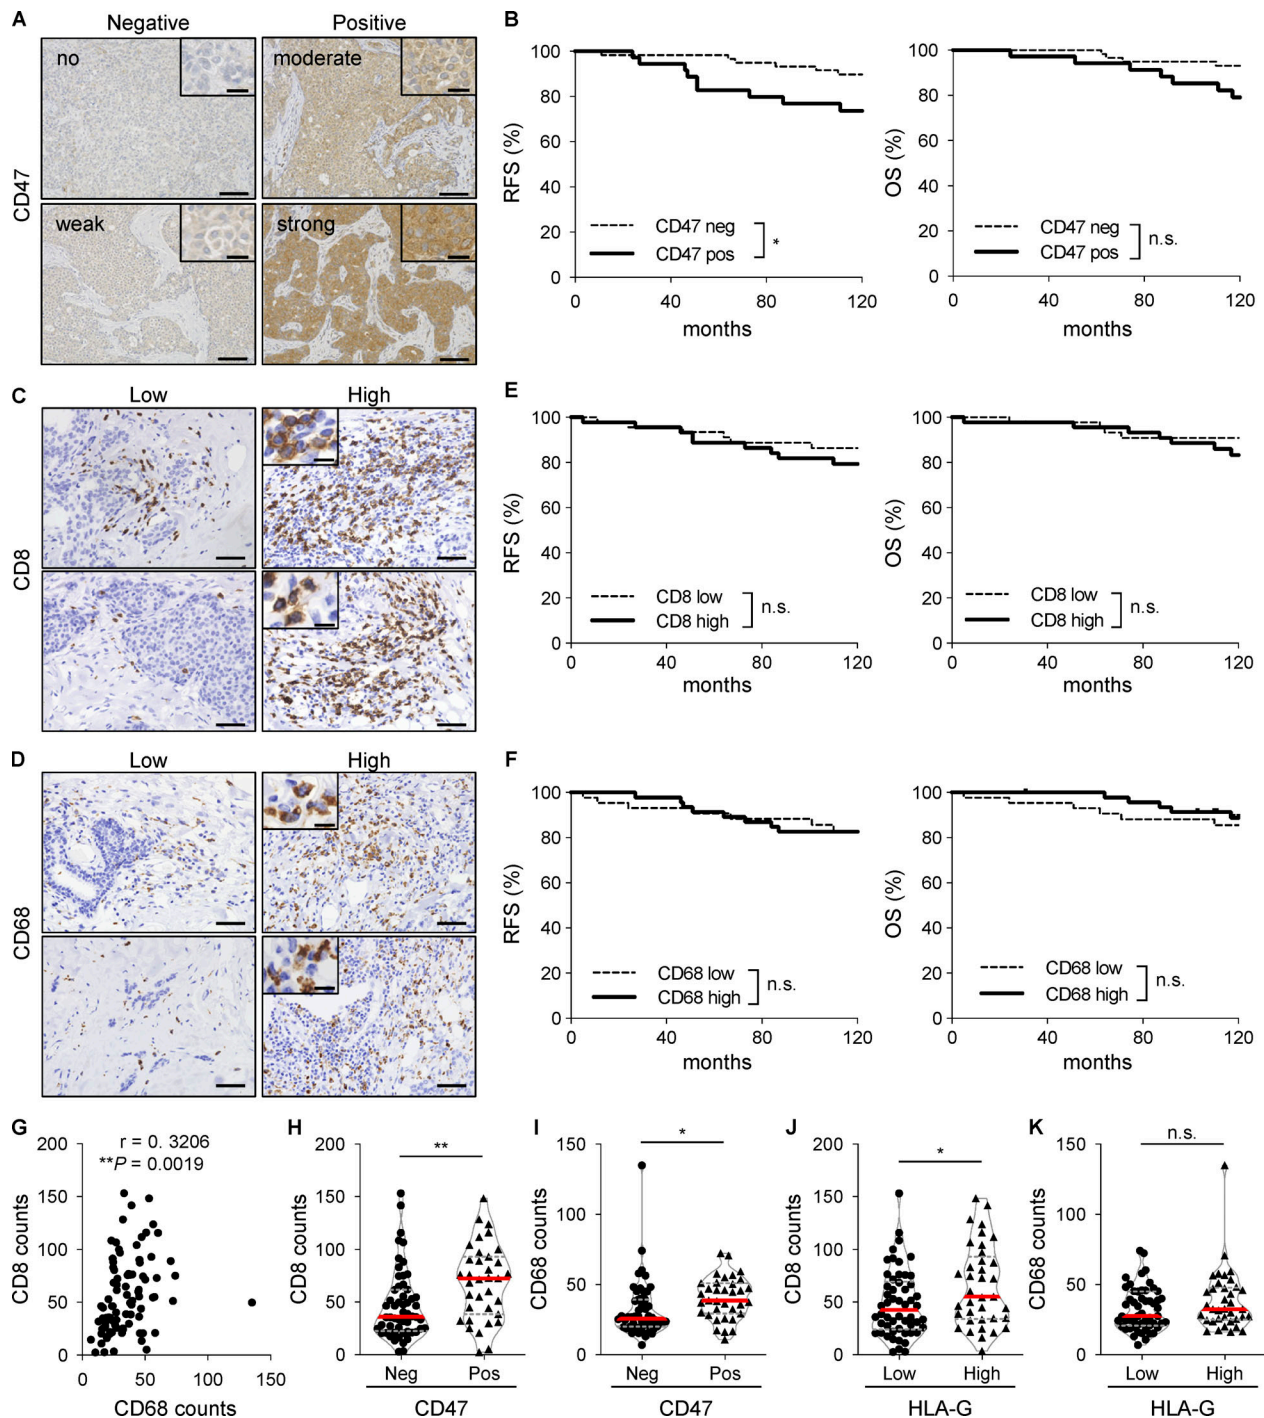 A Negative Positive
CD47
no moderate
weak strong
B
100
80
60
40
20
0
RFS (%)
CD47 neg
CD47 pos
*
0 40 80 120
months
100
80
60
40
20
0
OS (%)
CD47 neg
CD47 pos
n.s.
0 40 80 120
months
C Low High
CD8
E
100
80
60
40
20
0
RFS (%)
CD8 low
CD8 high
n.s.
0 40 80 120
months
100
80
60
40
20
0
OS (%)
CD8 low
CD8 high
n.s.
0 40 80 120
months
D Low High
CD68
F
100
80
60
40
20
0
RFS (%)
CD68 low
CD68 high
n.s.
0 40 80 120
months
100
80
60
40
20
0
OS (%)
CD68 low
CD68 high
n.s.
0 40 80 120
months
G
r = 0. 3206
**P = 0.0019
200
150
100
50
0
CD8 counts
0 50 100 150
CD68 counts
H
**
200
150
100
50
0
CD8 counts
Neg Pos
CD47
I
*
150
100
50
0
CD68 counts
Neg Pos
CD47
J
*
200
150
100
50
0
CD8 counts
Low High
HLA-G
K
n.s.
150
100
50
0
CD68 counts
Low High
HLA-G